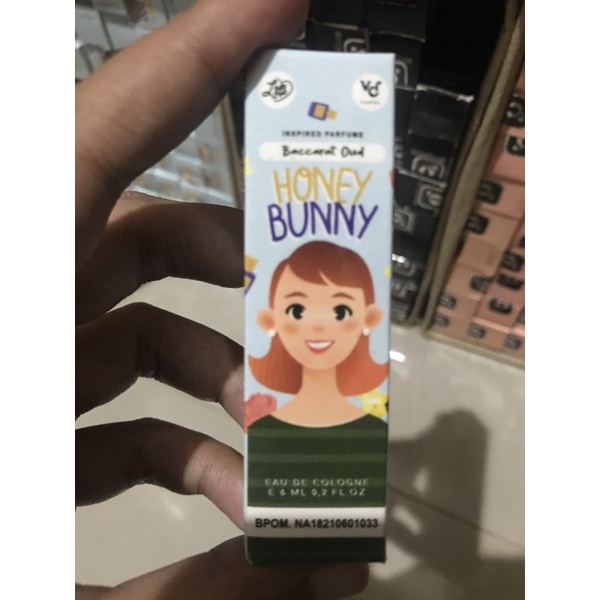 INSPIRED PARFUME
Baccarat Oud
HONEY
BUNNY
EAU DE COLOGNE
E 6 ML 0,2 FL.OZ
BPOM. NA18210601033